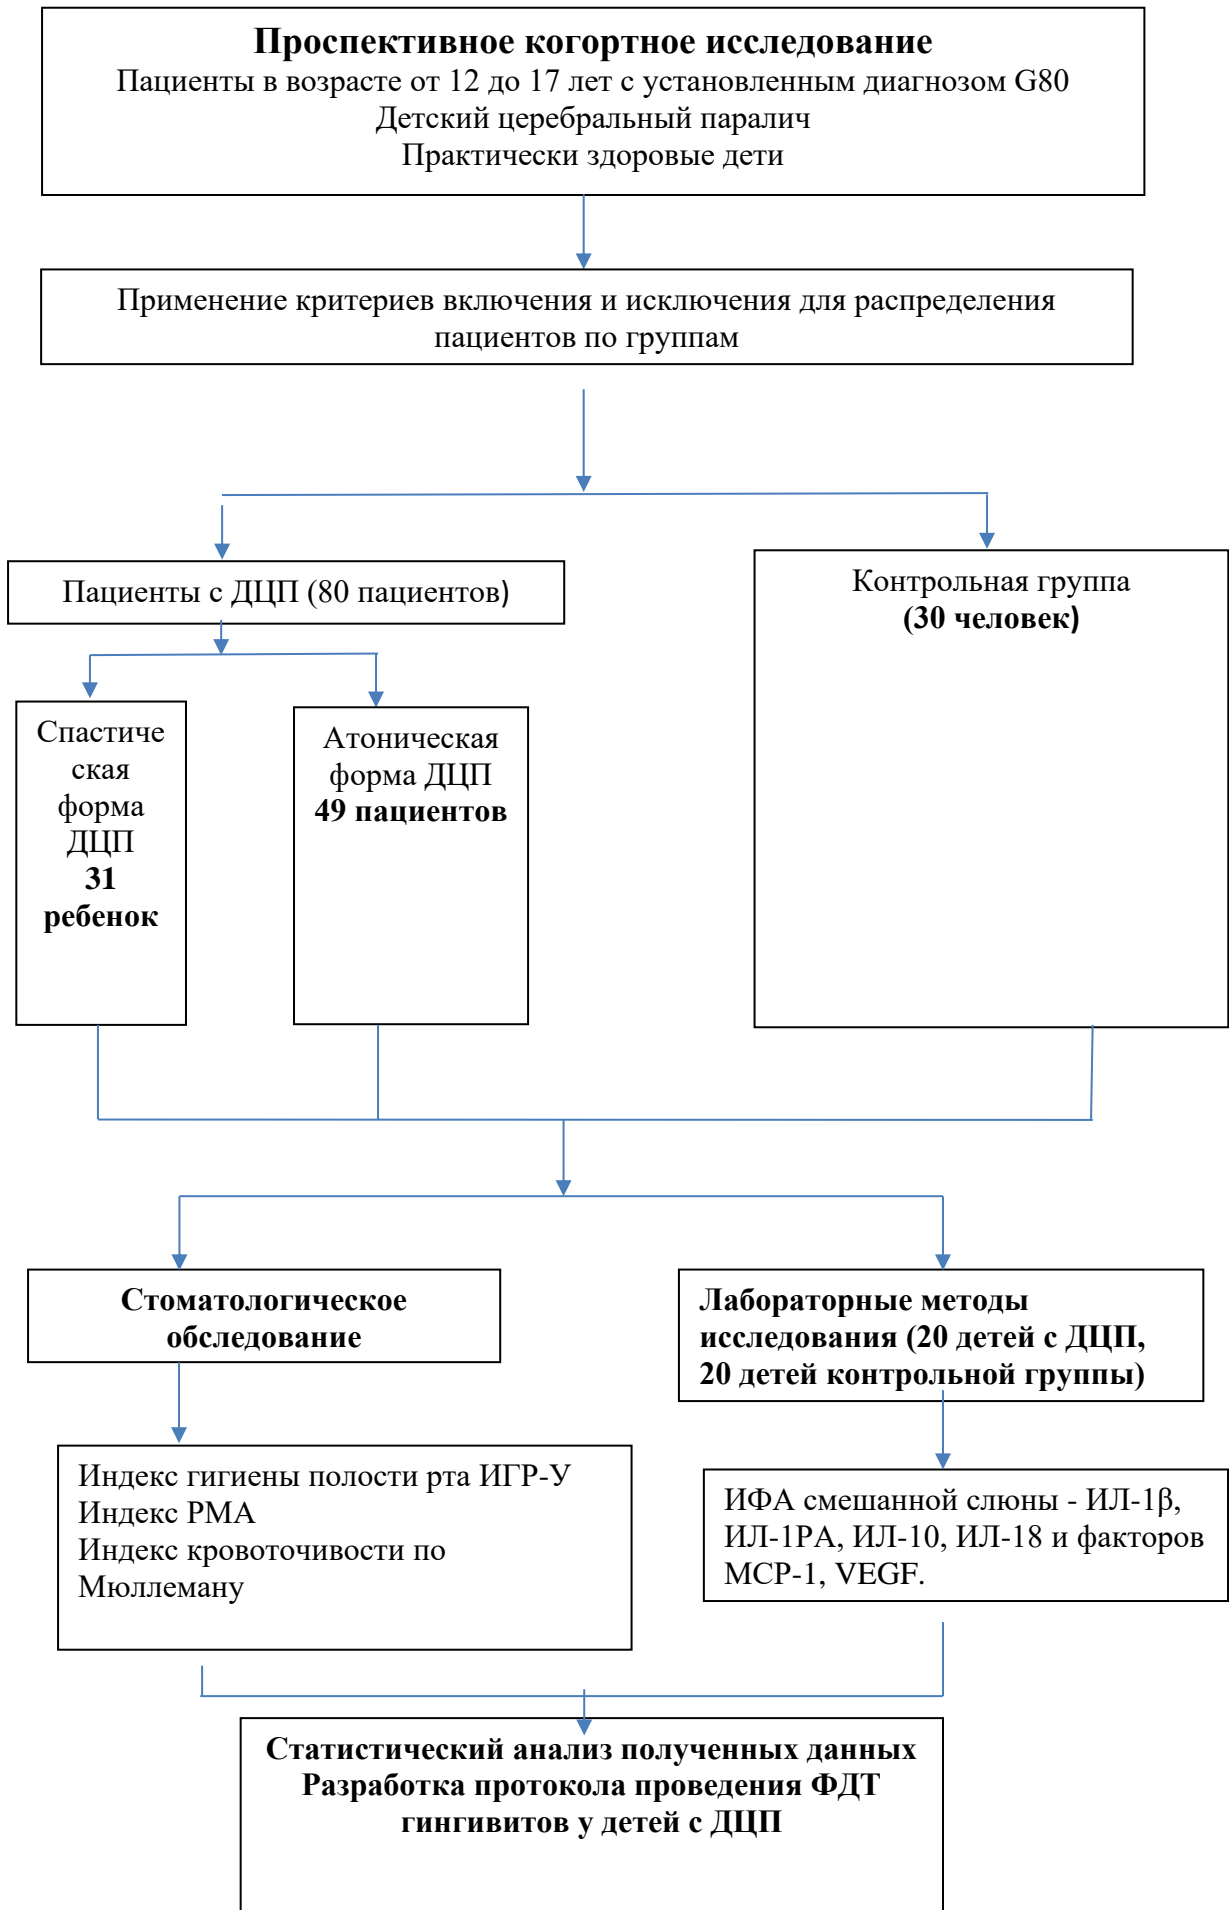 Проспективное когортное исследование
Пациенты в возрасте от 12 до 17 лет с установленным диагнозом G80
Детский церебральный паралич
Практически здоровые дети
Применение критериев включения и исключения для распределения
пациентов по группам
Пациенты с ДЦП (80 пациентов)
Контрольная группа
(30 человек)
Спастиче
ская
форма
ДЦП
31
ребенок
Атоническая
форма ДЦП
49 пациентов
Стоматологическое
обследование
Лабораторные методы
исследования (20 детей с ДЦП,
20 детей контрольной группы)
Индекс гигиены полости рта ИГР-У
Индекс РМА
Индекс кровоточивости по
Мюллеману
ИФА смешанной слюны - ИЛ-1β,
ИЛ-1РА, ИЛ-10, ИЛ-18 и факторов
MCP-1, VEGF.
Статистический анализ полученных данных
Разработка протокола проведения ФДТ
гингивитов у детей с ДЦП